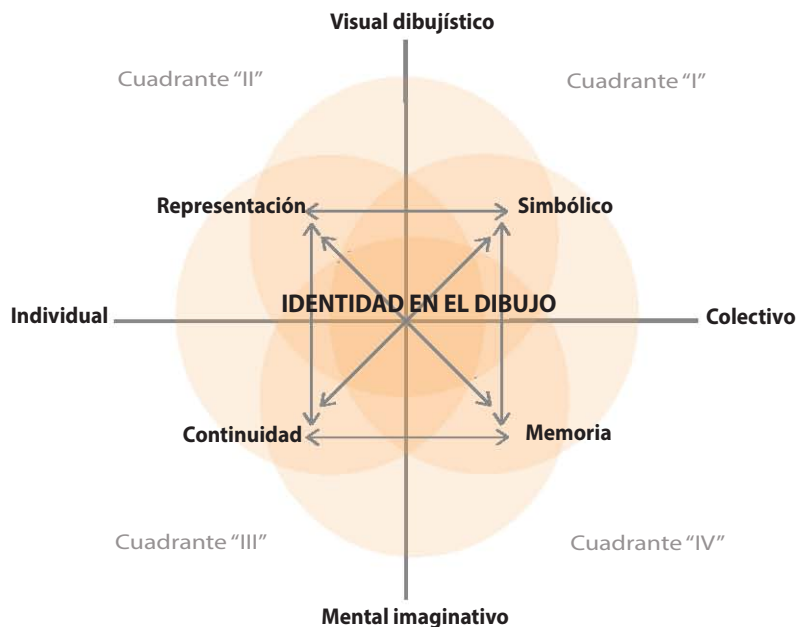 Visual dibujístico
Cuadrante “II”
Cuadrante “I”
Representación
Simbólico
IDENTIDAD EN EL DIBUJO
Individual
Colectivo
Continuidad
Memoria
Cuadrante “III”
Cuadrante “IV”
Mental imaginativo